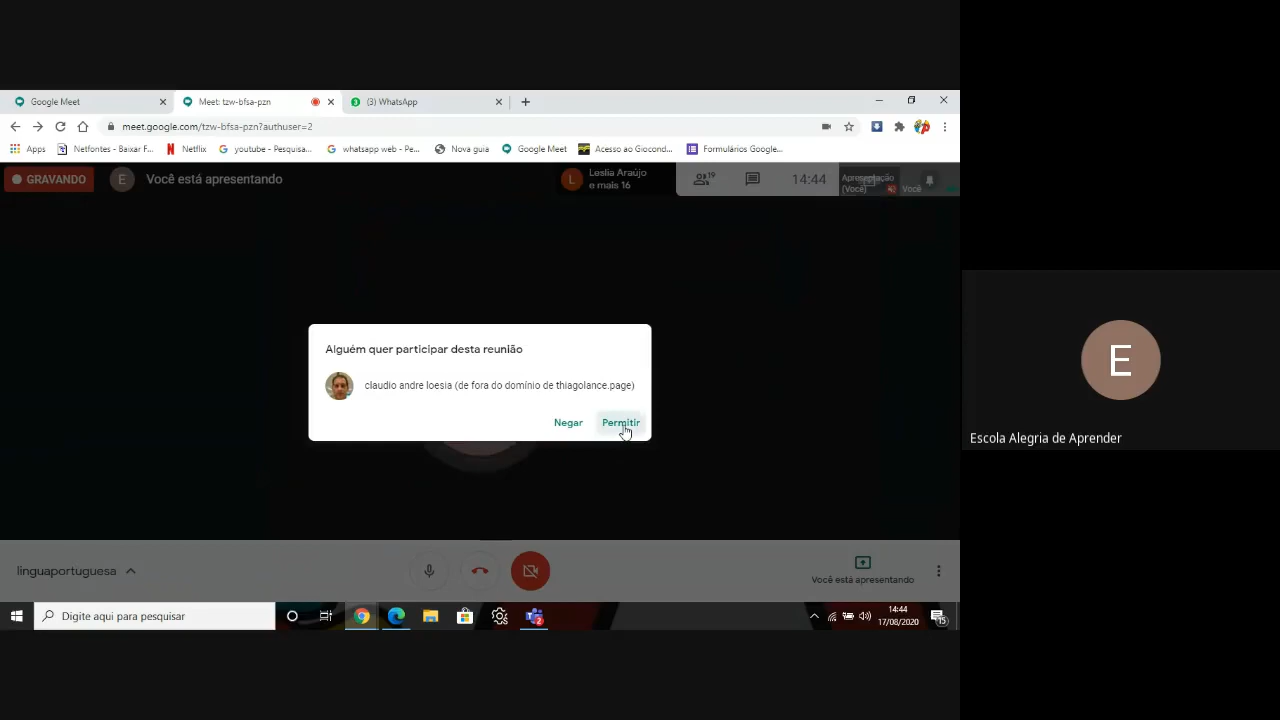 Google Meet
Meet: tzw-bfsa-pzn
(3) WhatsApp
meet.google.com/tzw-bfsa-pzn?authuser=2
Apps
Netfontes - Baixar F...
Netflix
youtube - Pesquisa...
whatsapp web - Pe...
Nova guia
Google Meet
Acesso ao Giocond...
Formulários Google...
GRAVANDO
E
Você está apresentando
L
Leslia Araújo
e mais 16
19
14:44
Apresentação
(Você)
Você
Alguém quer participar desta reunião
claudio andre loesia (de fora do domínio de thiagolance.page)
Negar
Permitir
E
Escola Alegria de Aprender
linguaportuguesa
Você está apresentando
Digite aqui para pesquisar
2
14:44
17/08/2020
15